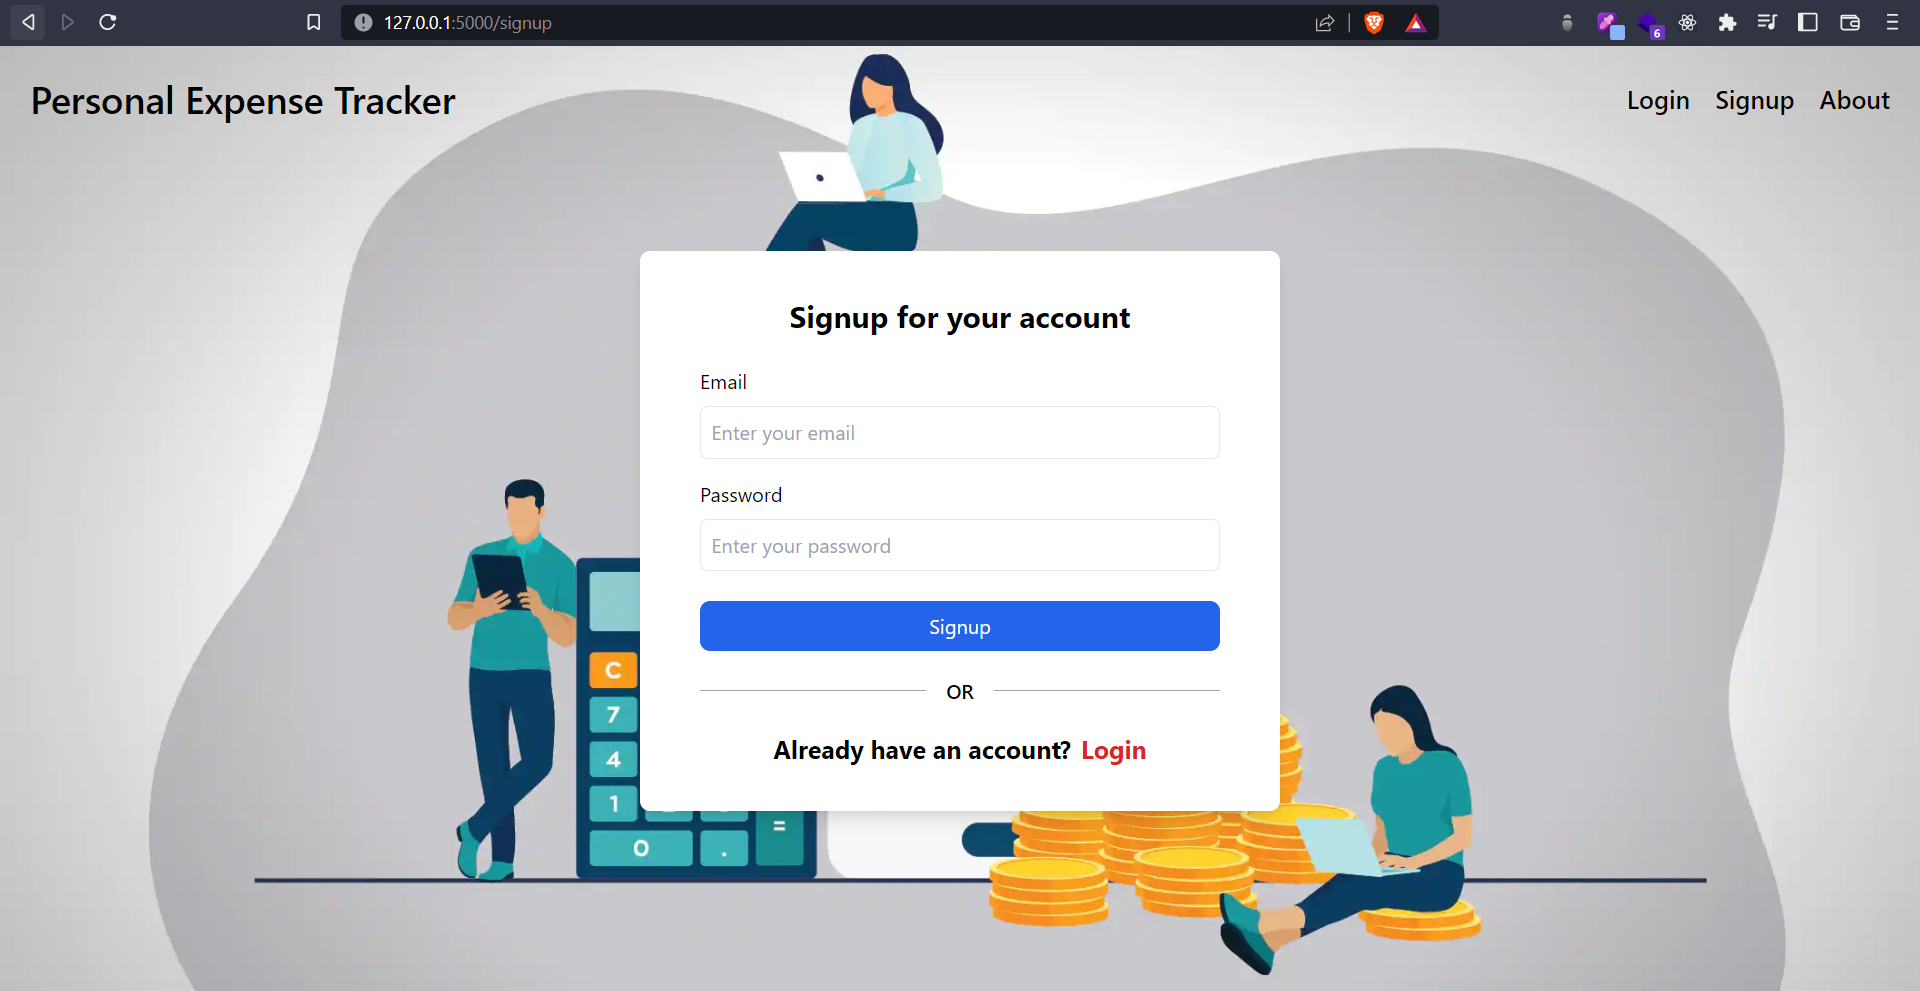 127.0.0.1:5000/signup
6
Personal Expense Tracker
Login Signup About
Signup for your account
Email
Enter your email
Password
Enter your password
Signup
OR
Already have an account? Login
C
7
4
1
0 . =